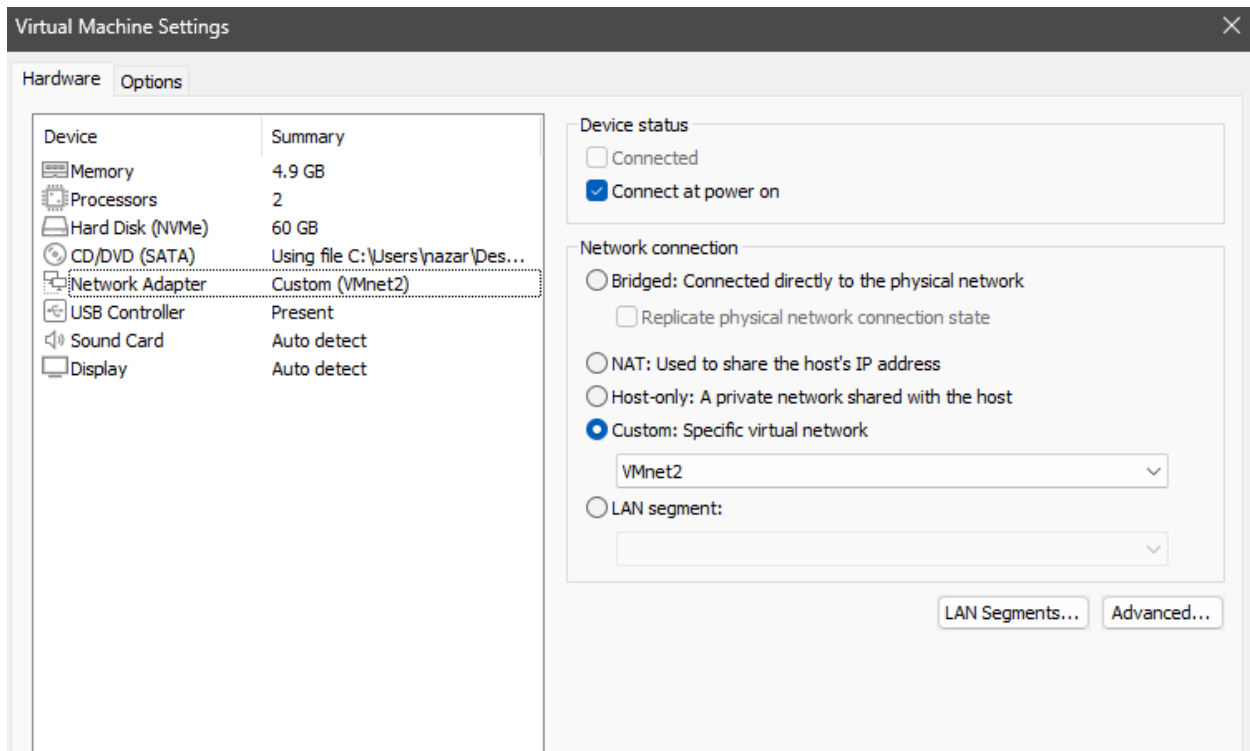 Virtual Machine Settings
Hardware Options
Device Summary
Memory 4.9 GB
Processors 2
Hard Disk (NVMe) 60 GB
CD/DVD (SATA) Using file C:\Users\nazar\Des...
Network Adapter Custom (VMnet2)
USB Controller Present
Sound Card Auto detect
Display Auto detect
Device status
Connected
Connect at power on
Network connection
Bridged: Connected directly to the physical network
Replicate physical network connection state
NAT: Used to share the host's IP address
Host-only: A private network shared with the host
Custom: Specific virtual network
VMnet2
LAN segment:
LAN Segments... Advanced...